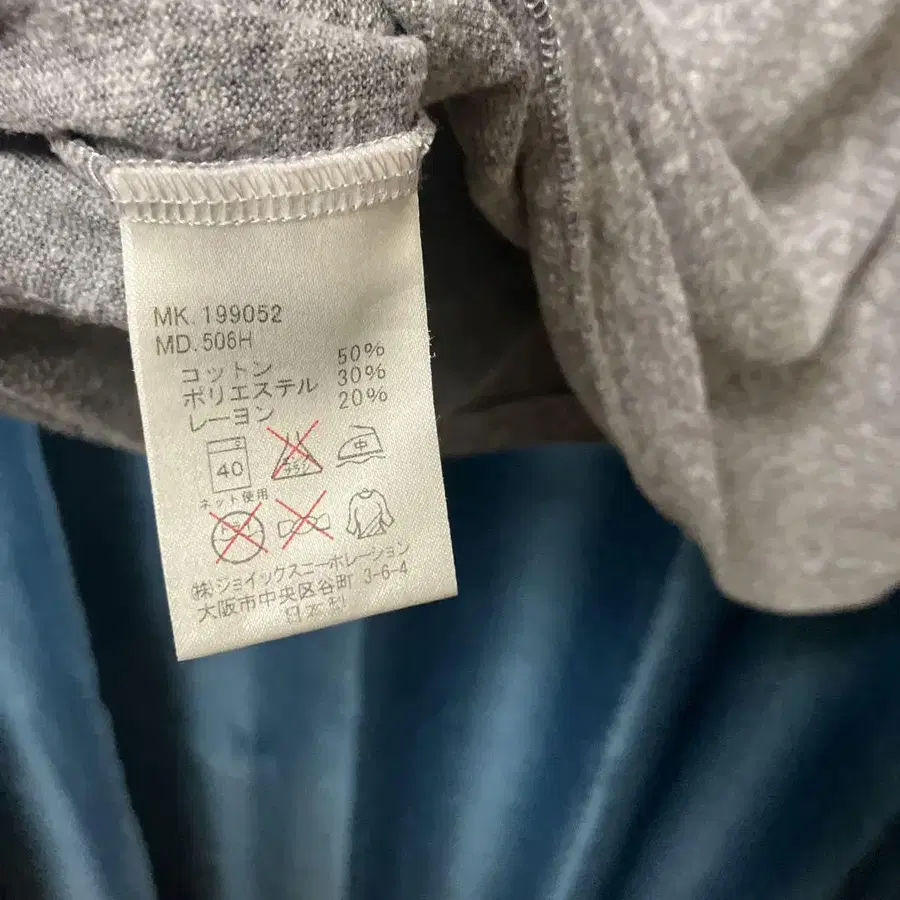 MK. 199052
MD. 506H
コットン 50%
ポリエステル 30%
レーヨン 20%
40
中
ネット使用
㈱ジョイックスコーポレーション
大阪市中央区谷町 3-6-4
日本製